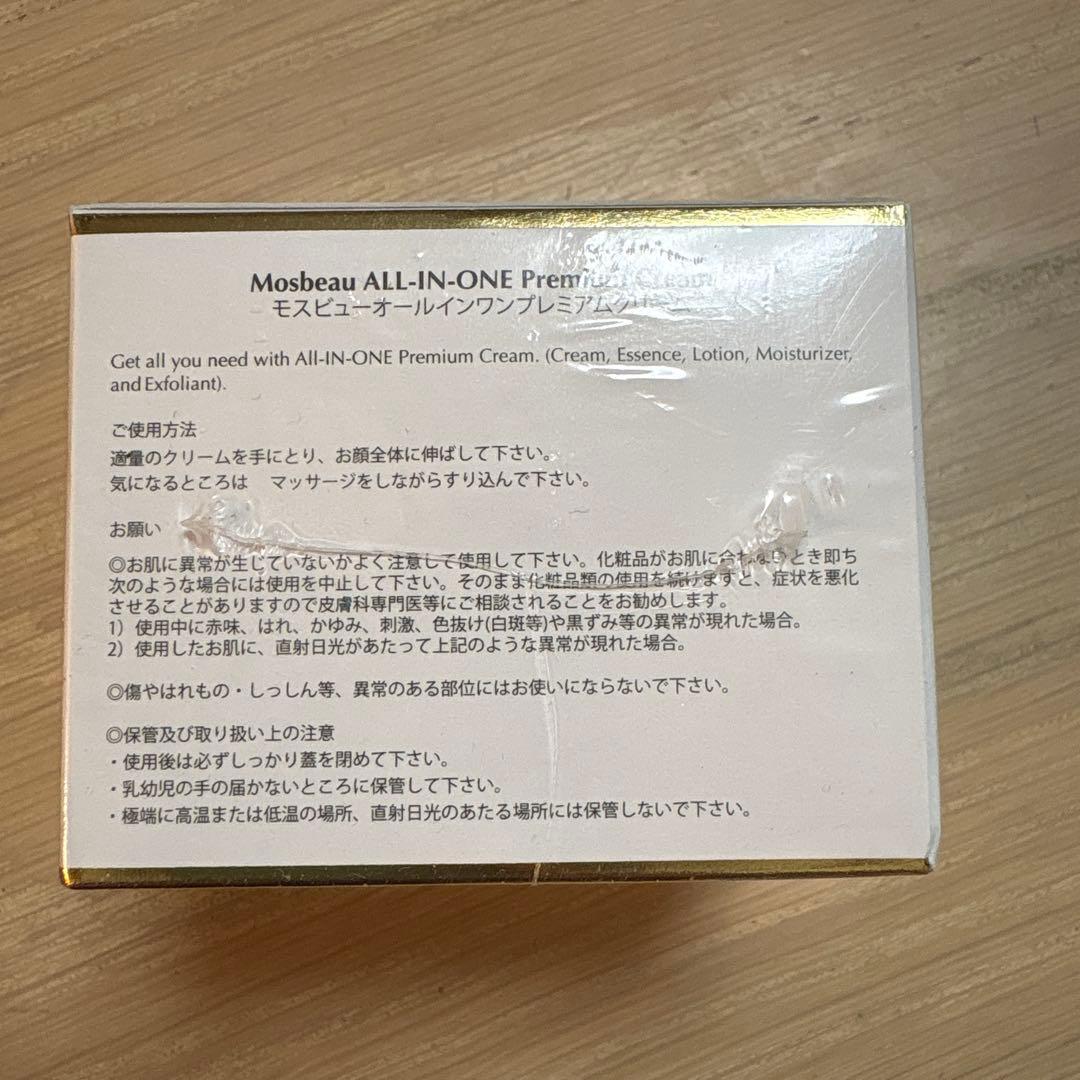 Mosbeau ALL-IN-ONE Premium Cream
モスビューオールインワンプレミアムクリーム
Get all you need with All-IN-ONE Premium Cream. (Cream, Essence, Lotion, Moisturizer,
and Exfoliant).
ご使用方法
適量のクリームを手にとり、お顔全体に伸ばして下さい。
気になるところは マッサージをしながらすり込んで下さい。
お願い
◎お肌に異常が生じていないかよく注意して使用して下さい。化粧品がお肌に合わないとき即ち
次のような場合には使用を中止して下さい。そのまま化粧品類の使用を続けますと、症状を悪化
させることがありますので皮膚科専門医等にご相談されることをお勧めします。
1）使用中に赤味、はれ、かゆみ、刺激、色抜け(白斑等)や黒ずみ等の異常が現れた場合。
2）使用したお肌に、直射日光があたって上記のような異常が現れた場合。
◎傷やはれもの・しっしん等、異常のある部位にはお使いにならないで下さい。
◎保管及び取り扱い上の注意
・使用後は必ずしっかり蓋を閉めて下さい。
・乳幼児の手の届かないところに保管して下さい。
・極端に高温または低温の場所、直射日光のあたる場所には保管しないで下さい。